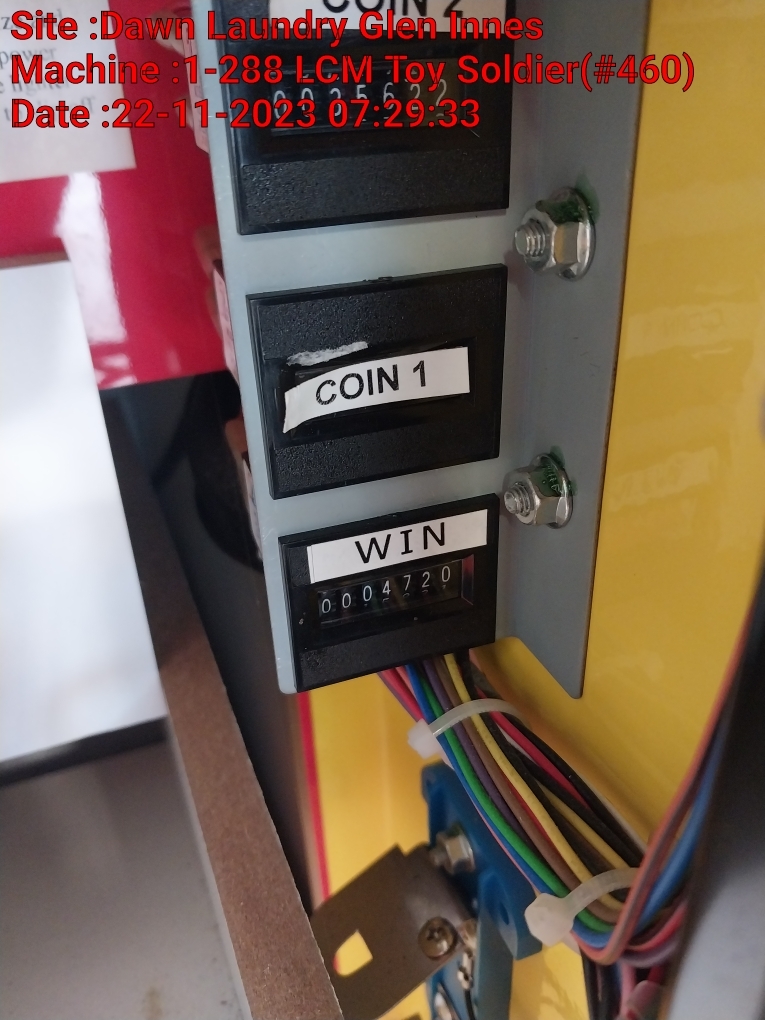 Site :Dawn Laundry Glen Innes
Machine :1-288 LCM Toy Soldier(#460)
Date :22-11-2023 07:29:33
COIN 2
power
COIN 1
WIN
0004720